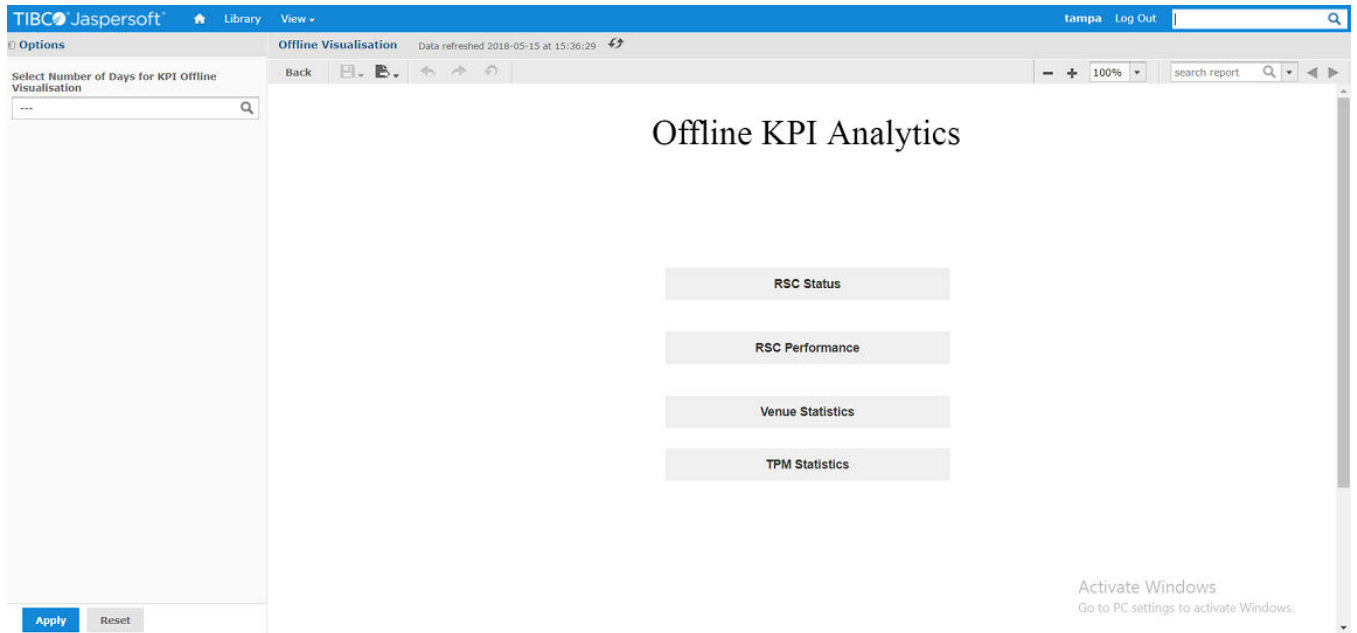 TIBCO Jaspersoft Library View tampa Log Out
Options
Offline Visualisation Data refreshed 2018-05-15 at 15:36:29
Select Number of Days for KPI Offline
Visualisation
---
Back 100% search report
Offline KPI Analytics
RSC Status
RSC Performance
Venue Statistics
TPM Statistics
Activate Windows
Go to PC settings to activate Windows.
Apply Reset